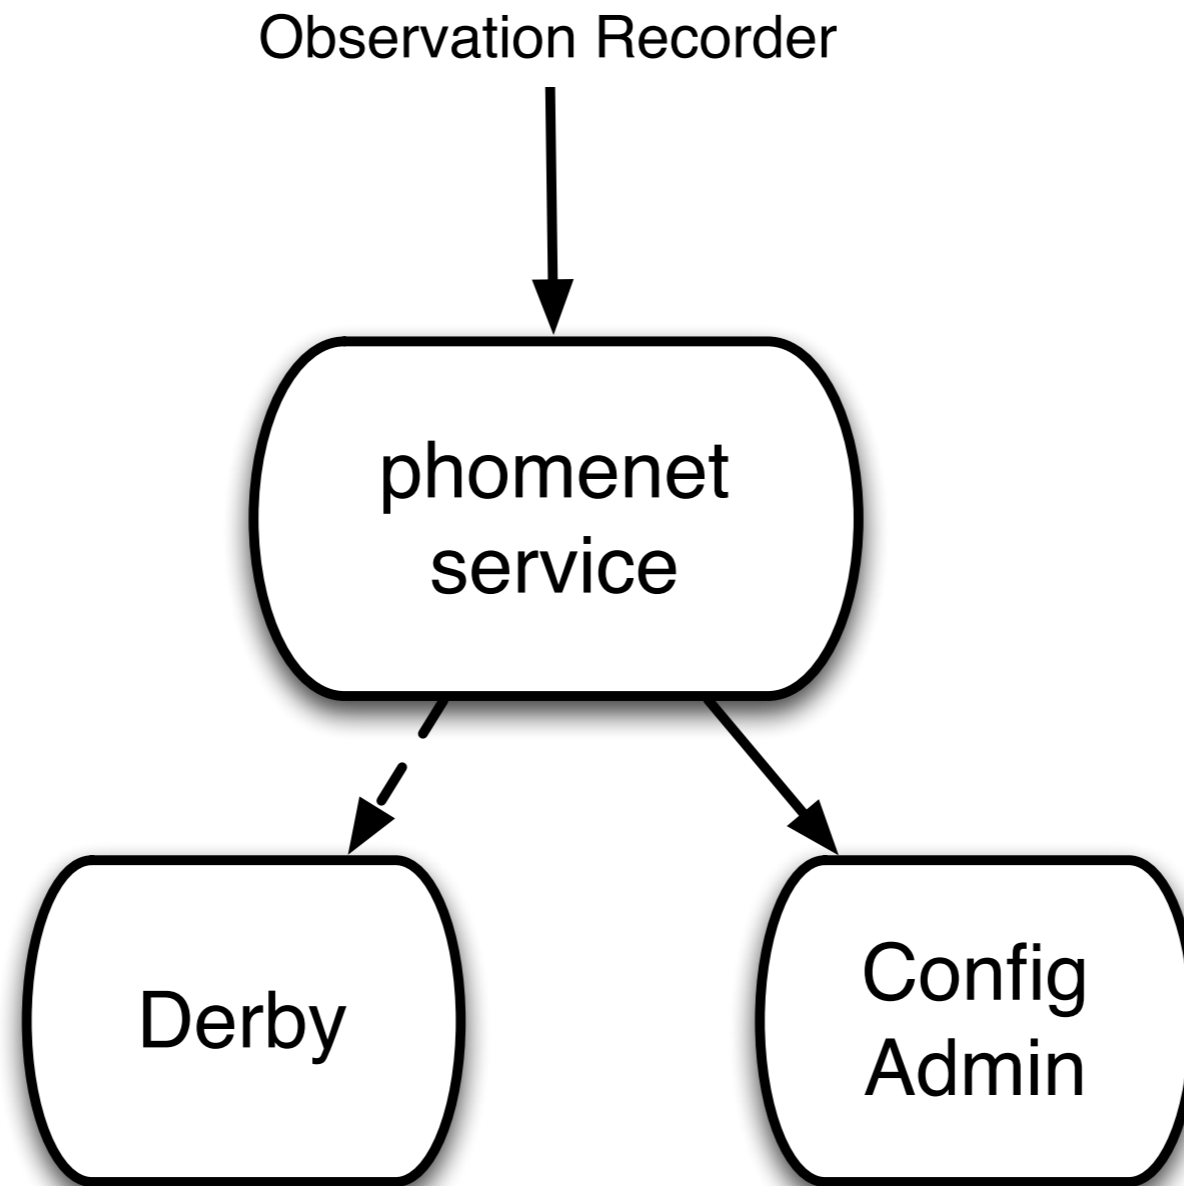 Observation Recorder
phomenet
service
Derby
Config
Admin